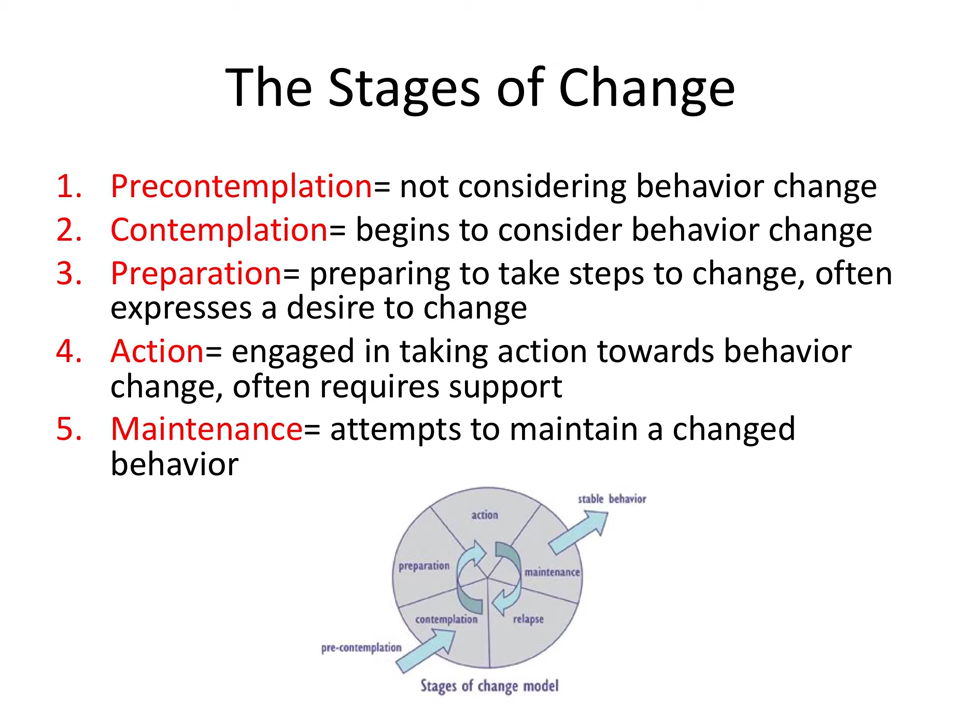 The Stages of Change
1. Precontemplation= not considering behavior change
2. Contemplation= begins to consider behavior change
3. Preparation= preparing to take steps to change, often
expresses a desire to change
4. Action= engaged in taking action towards behavior
change, often requires support
5. Maintenance= attempts to maintain a changed
behavior
stable behavior
action
preparation
maintenance
contemplation
relapse
pre-contemplation
Stages of change model